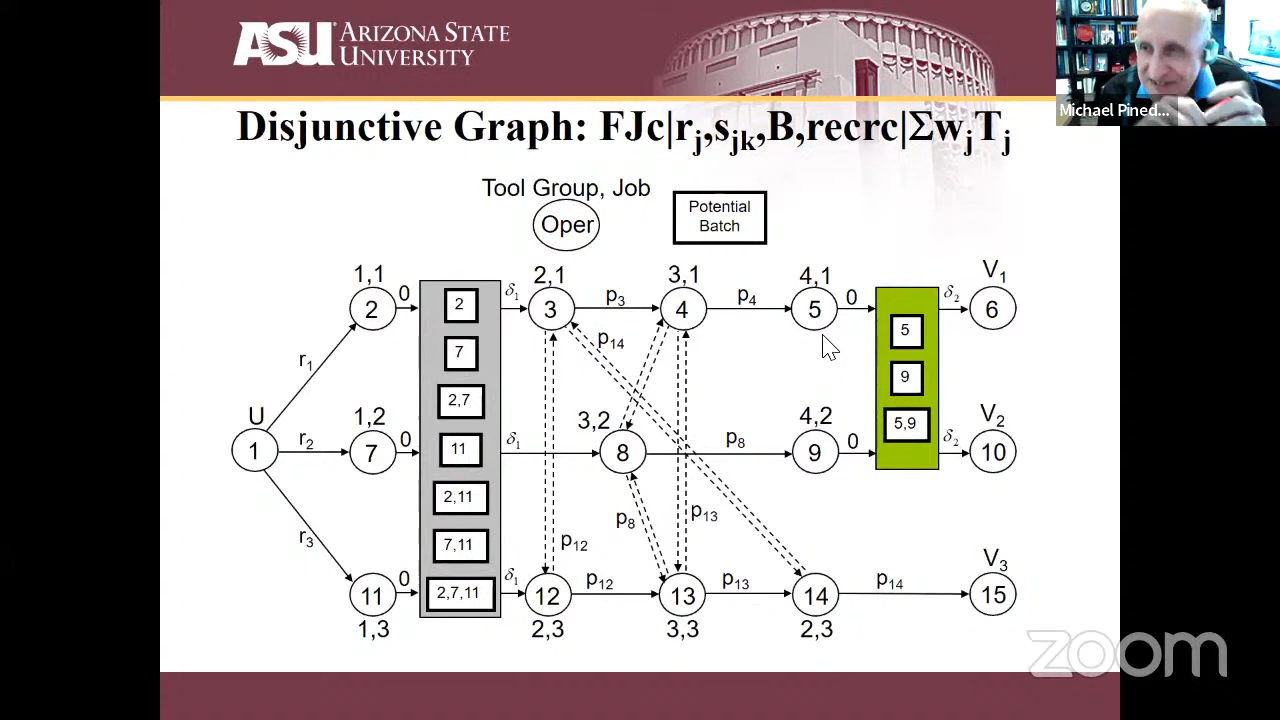 ASU ARIZONA STATE
UNIVERSITY
Michael Pined...
Disjunctive Graph: FJc|rj,sjk,B,recrc|ΣwjTj
Tool Group, Job
Oper
Potential
Batch
1,1
2,1
3,1
4,1
V1
2
0
2
δ1
3
p3
4
p4
5
0
δ2
6
r1
7
p14
5
9
2,7
5,9
U
1,2
3,2
4,2
V2
1
r2
7
0
11
δ1
8
p8
9
0
δ2
10
2,11
r3
7,11
p12
p8
p13
V3
11
0
2,7,11
δ1
12
p12
13
p13
14
p14
15
1,3
2,3
3,3
2,3
zoom